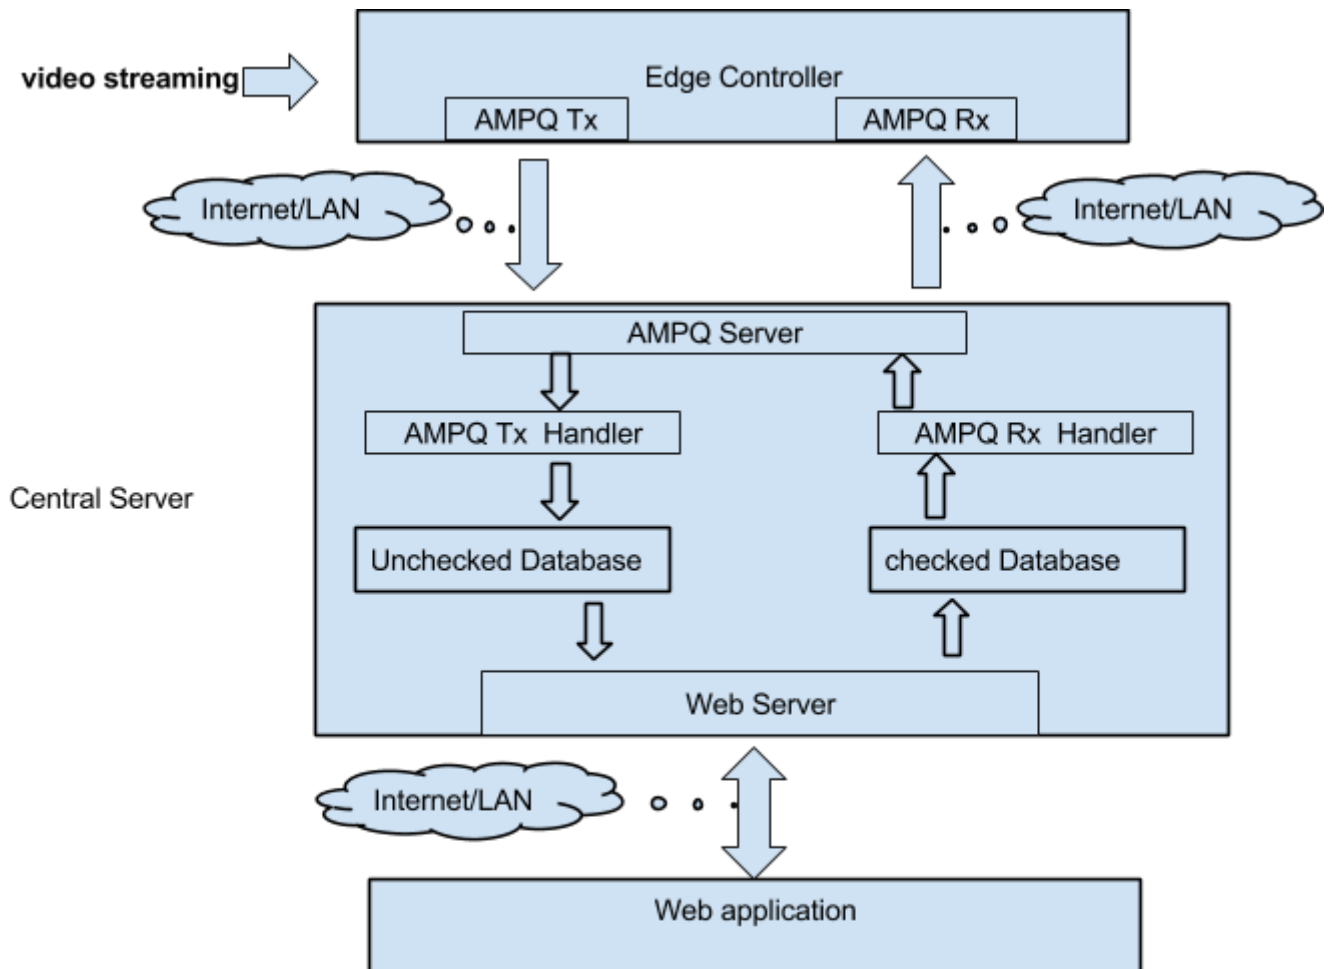 Edge Controller
video streaming
AMPQ Tx
AMPQ Rx
Internet/LAN
Internet/LAN
AMPQ Server
AMPQ Tx  Handler
AMPQ Rx  Handler
Central Server
Unchecked Database
checked Database
Web Server
Internet/LAN
Web application